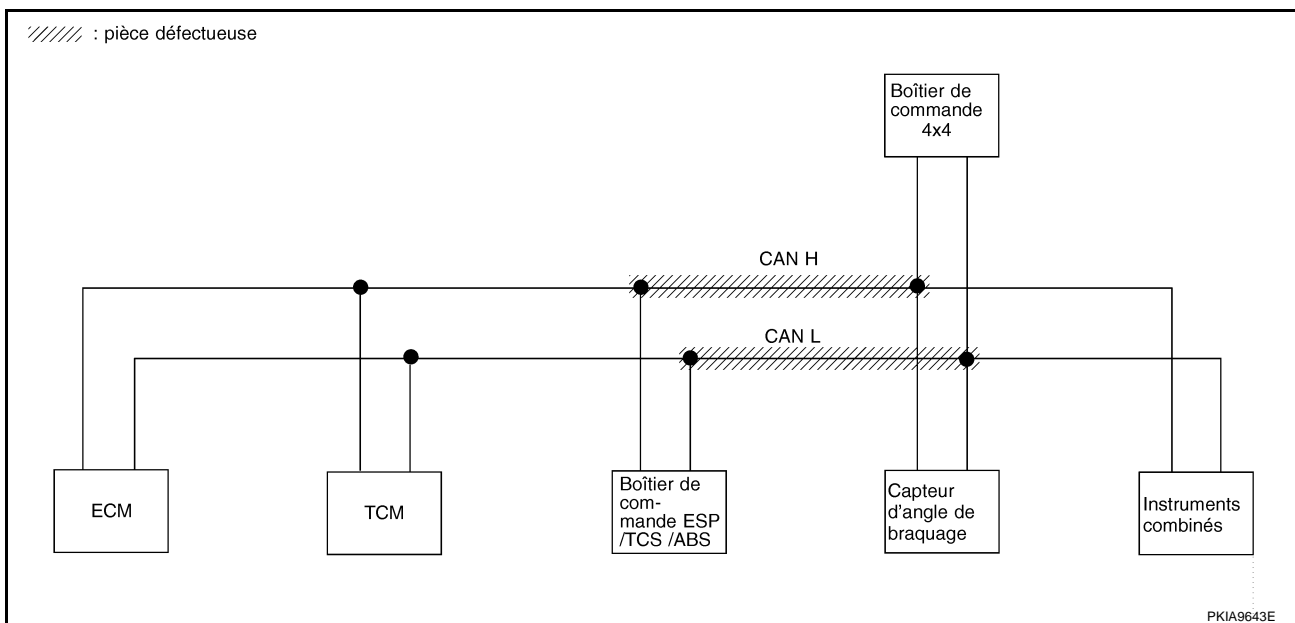 : pièce défectueuse
Boîtier de
commande
4x4
CAN H
CAN L
ECM
TCM
Boîtier de
com-
mande ESP
/TCS /ABS
Capteur
d'angle de
braquage
Instruments
combinés
PKIA9643E